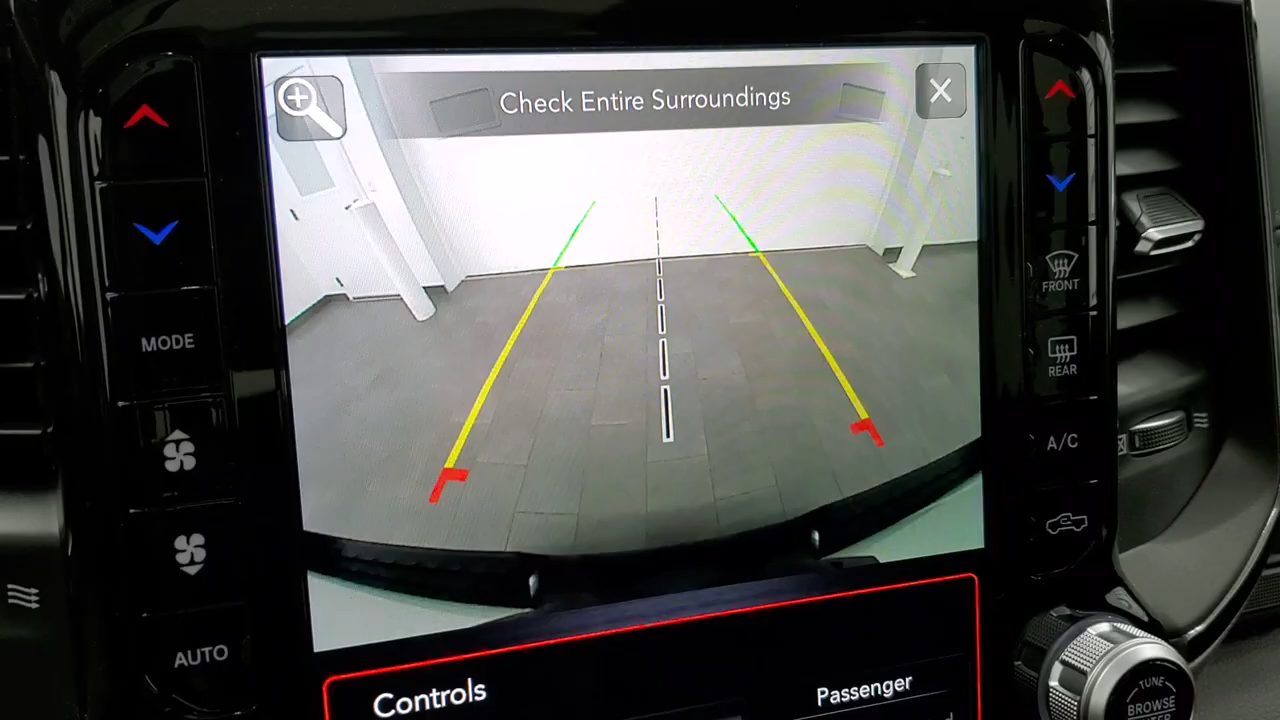 Check Entire Surroundings
MODE
AUTO
FRONT
REAR
A/C
Controls
Passenger
TUNE
BROWSE